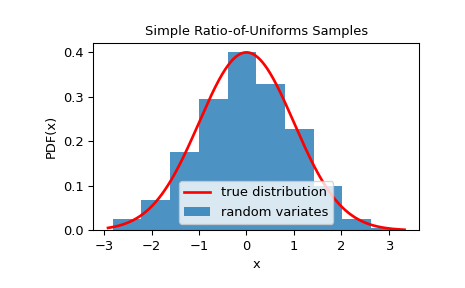 Simple Ratio-of-Uniforms Samples
PDF(x)
0.4
0.3
0.2
0.1
0.0
true distribution
random variates
−3 −2 −1 0 1 2 3
x